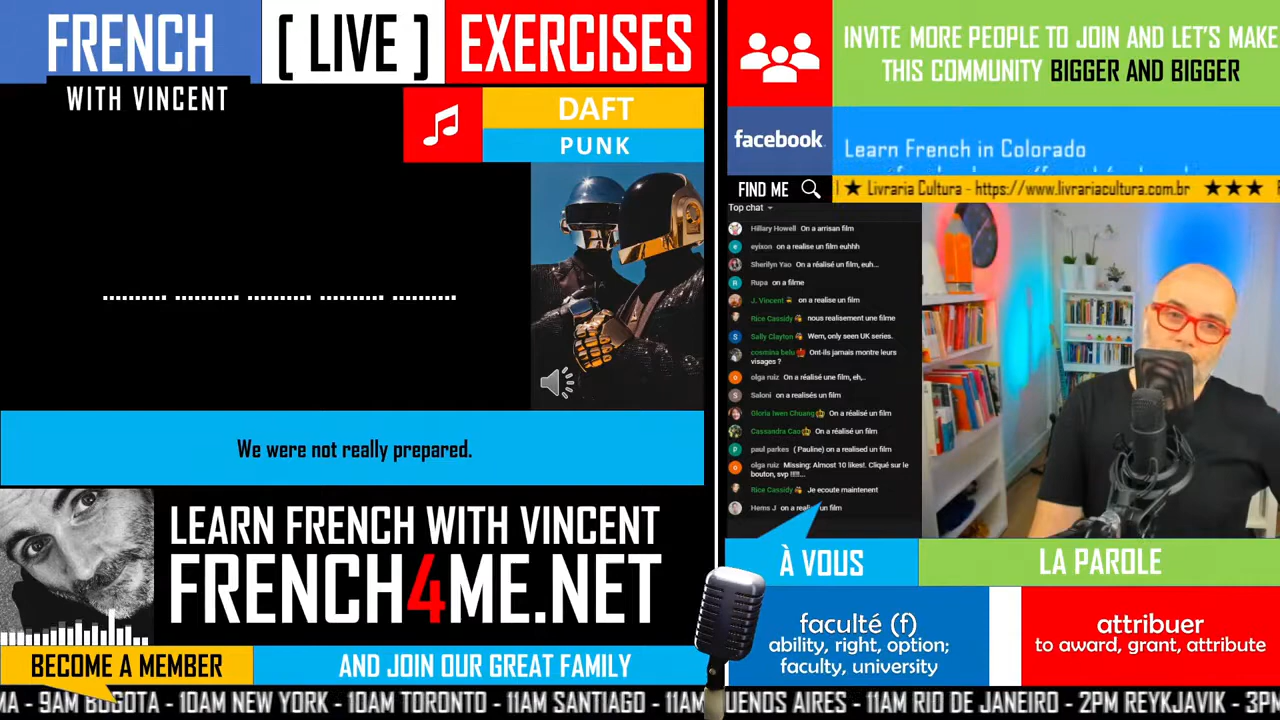 FRENCH
[ LIVE ]
EXERCISES
WITH VINCENT
DAFT
PUNK
We were not really prepared.
LEARN FRENCH WITH VINCENT
FRENCH4ME.NET
BECOME A MEMBER
AND JOIN OUR GREAT FAMILY
INVITE MORE PEOPLE TO JOIN AND LET'S MAKE
THIS COMMUNITY BIGGER AND BIGGER
facebook
Learn French in Colorado
FIND ME
★ Livraria Cultura - https://www.livrariacultura.com.br ★★★
Top chat
Hillary Howell On a arrisan film
eyixon on a realise un film euhhh
Sherilyn Yao On a réalisé un film, euh...
Rupa on a filme
J. Vincent on a realise un film
Rice Cassidy nous realisement une filme
Sally Clayton Wem, only seen UK series.
cosmina belu Ont-ils jamais montre leurs
visages ?
olga ruiz On a réalisé une film, eh,..
Saloni on a realisés un film
Gloria Iwen Chuang On a réalisé un film
Cassandra Cao On a réalisé un film
paul parkes ( Pauline) on a realised un film
olga ruiz Missing: Almost 10 likes!. Cliqué sur le
bouton, svp !!!!...
Rice Cassidy Je ecoute maintenent
Hems J on a realise un film
À VOUS
LA PAROLE
faculté (f)
ability, right, option;
faculty, university
attribuer
to award, grant, attribute
MA - 9AM BOGOTA - 10AM NEW YORK - 10AM TORONTO - 11AM SANTIAGO - 11AM BUENOS AIRES - 11AM RIO DE JANEIRO - 2PM REYKJAVIK - 3PM